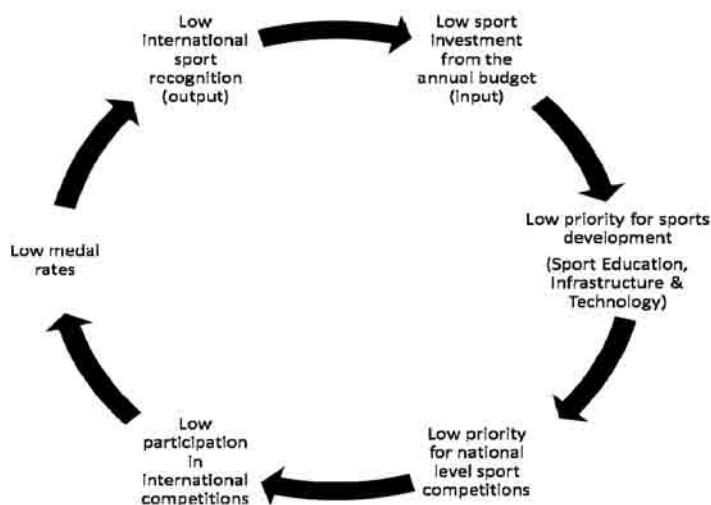 Low
international
sport
recognition
(output)
Low sport
investment
from the
annual budget
(input)
Low priority for sports
development
(Sport Education,
Infrastructure &
Technology)
Low priority
for national
level sport
competitions
Low
participation
in
international
competitions
Low medal
rates